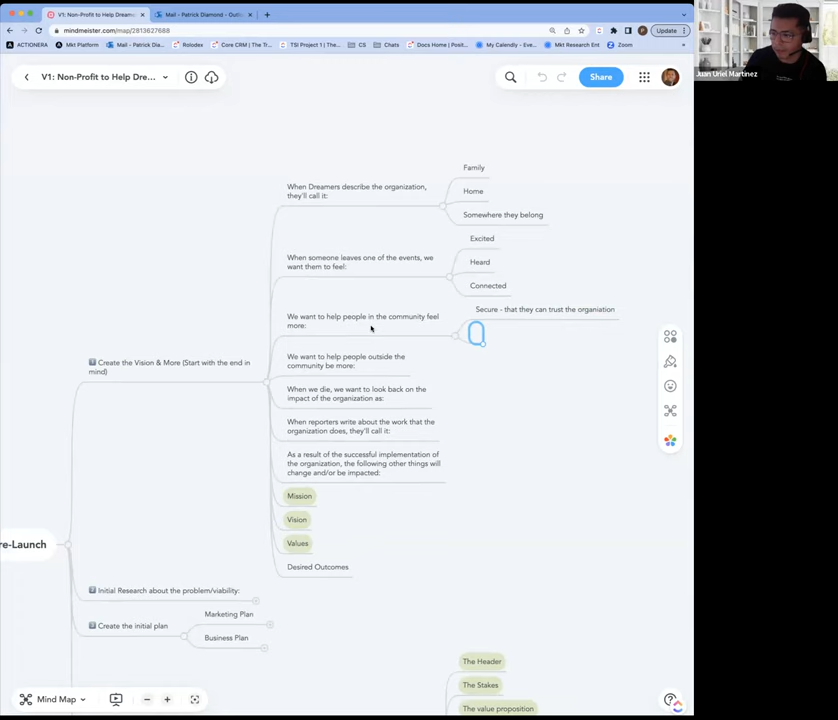 V1: Non-Profit to Help Dreame
Mail - Patrick Diamond - Outlo
mindmeister.com/map/2813627688
Update
ACTIONERA
Mkt Platform
Mail - Patrick Dia...
Rolodex
Core CRM | The Tr...
TSI Project 1 | The...
CS
Chats
Docs Home | Posit...
My Calendly - Eve...
Mkt Research Ent
Zoom
Juan Uriel Martinez
V1: Non-Profit to Help Dre...
Share
Family
When Dreamers describe the organization,
they'll call it:
Home
Somewhere they belong
Excited
When someone leaves one of the events, we
want them to feel:
Heard
Connected
Secure - that they can trust the organiation
We want to help people in the community feel
more:
We want to help people outside the
community be more:
When we die, we want to look back on the
impact of the organization as:
When reporters write about the work that the
organization does, they'll call it:
As a result of the successful implementation of
the organization, the following other things will
change and/or be impacted:
Mission
Vision
Values
Desired Outcomes
1 Create the Vision & More (Start with the end in
mind)
re-Launch
2 Initial Research about the problem/viability:
Marketing Plan
Create the initial plan
Business Plan
The Header
The Stakes
The value proposition
Mind Map